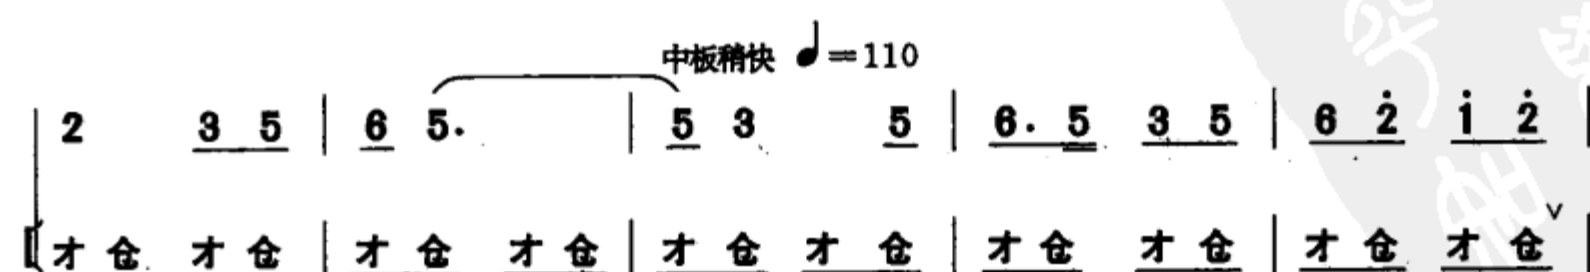 中板稍快 ♩=110
2 3 5 | 6 5. | 5 3 5 | 6. 5 3 5 | 6 2̇ 1̇ 2̇ |
才 仓 才 仓 | 才 仓 才 仓 | 才 仓 才 仓 | 才 仓 才 仓 | 才 仓 才 仓 |